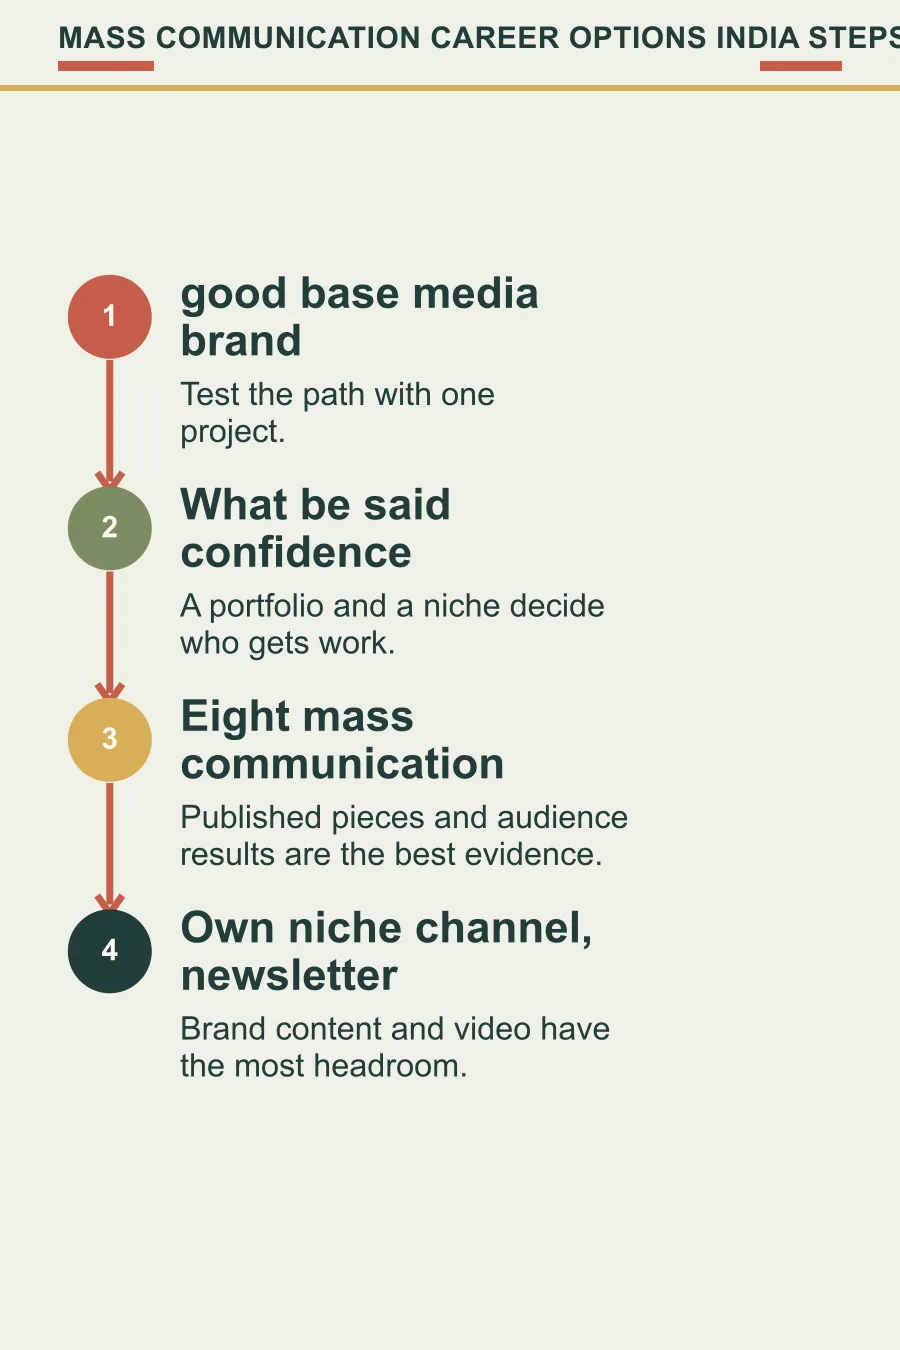 MASS COMMUNICATION CAREER OPTIONS INDIA STEPS
1
good base media
brand
Test the path with one
project.
2
What be said
confidence
A portfolio and a niche decide
who gets work.
3
Eight mass
communication
Published pieces and audience
results are the best evidence.
4
Own niche channel,
newsletter
Brand content and video have
the most headroom.